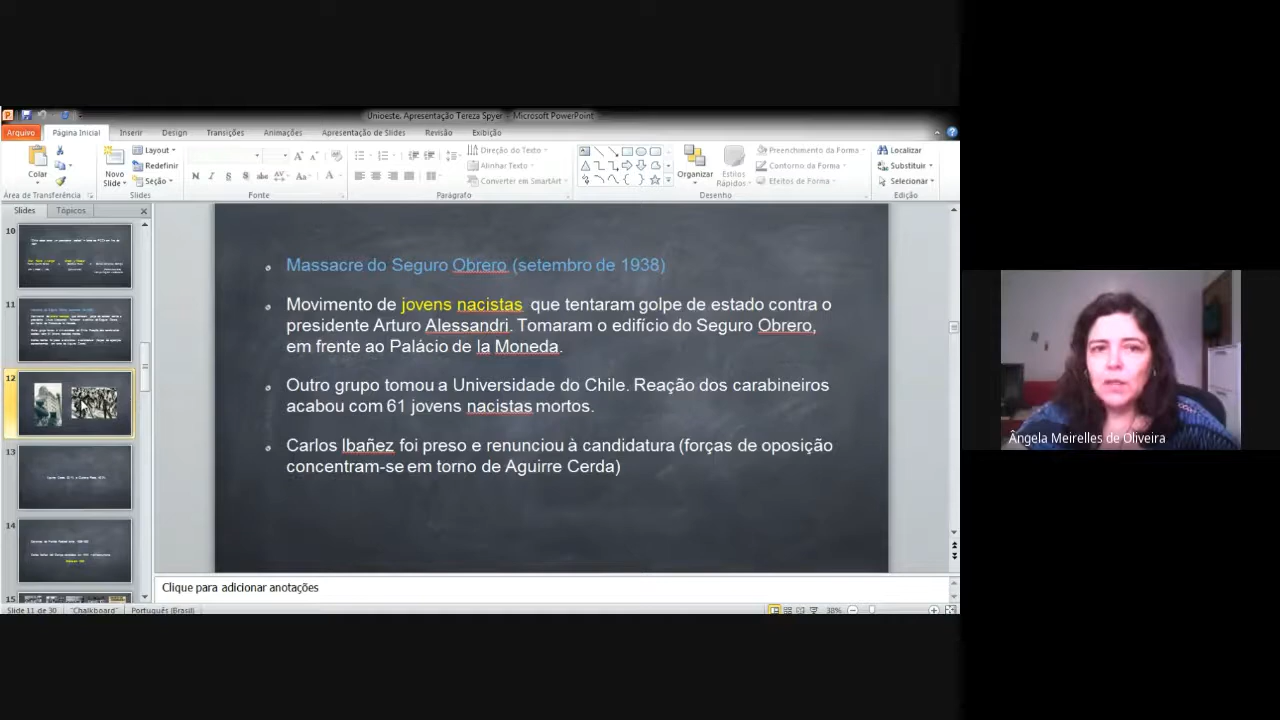 Unioeste. Apresentação Tereza Spyer - Microsoft PowerPoint
Arquivo Página Inicial Inserir Design Transições Animações Apresentação de Slides Revisão Exibição
Colar
Novo Slide
Layout
Redefinir
Seção
Direção do Texto
Alinhar Texto
Converter em SmartArt
Organizar
Estilos Rápidos
Preenchimento da Forma
Contorno da Forma
Efeitos de Forma
Localizar
Substituir
Selecionar
Área de Transferência Slides Fonte Parágrafo Desenho Edição
Slides Tópicos
10
11
12
13
14
15
Massacre do Seguro Obrero (setembro de 1938)
Movimento de jovens nacistas que tentaram golpe de estado contra o
presidente Arturo Alessandri. Tomaram o edifício do Seguro Obrero,
em frente ao Palácio de la Moneda.
Outro grupo tomou a Universidade do Chile. Reação dos carabineiros
acabou com 61 jovens nacistas mortos.
Carlos Ibañez foi preso e renunciou à candidatura (forças de oposição
concentram-se em torno de Aguirre Cerda)
Clique para adicionar anotações
Slide 11 de 30 "Chalkboard" Português (Brasil) 38%
Ângela Meirelles de Oliveira